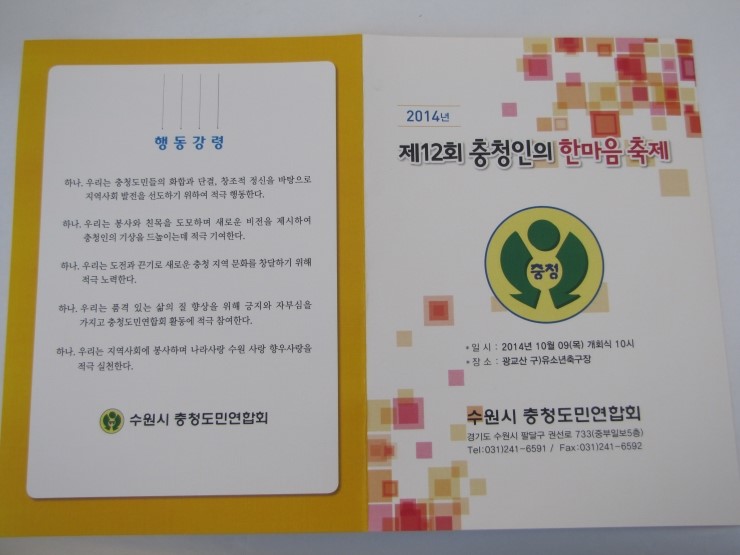 행동강령
하나. 우리는 충청도민들의 화합과 단결, 창조적 정신을 바탕으로
지역사회 발전을 선도하기 위하여 적극 행동한다.
하나. 우리는 봉사와 친목을 도모하며 새로운 비전을 제시하여
충청인의 기상을 드높이는데 적극 기여한다.
하나. 우리는 도전과 끈기로 새로운 충청 지역 문화를 창달하기 위해
적극 노력한다.
하나. 우리는 품격 있는 삶의 질 향상을 위해 긍지와 자부심을
가지고 충청도민연합회 활동에 적극 참여한다.
하나. 우리는 지역사회에 봉사하며 나라사랑 수원 사랑 향우사랑을
적극 실천한다.
수원시 충청도민연합회
2014년
제12회 충청인의 한마음 축제
충청
• 일 시 : 2014년 10월 09(목) 개회식 10시
• 장 소 : 광교산 구)유소년축구장
수원시 충청도민연합회
경기도 수원시 팔달구 권선로 733(중부일보5층)
Tel:031)241-6591 / Fax:031)241-6592